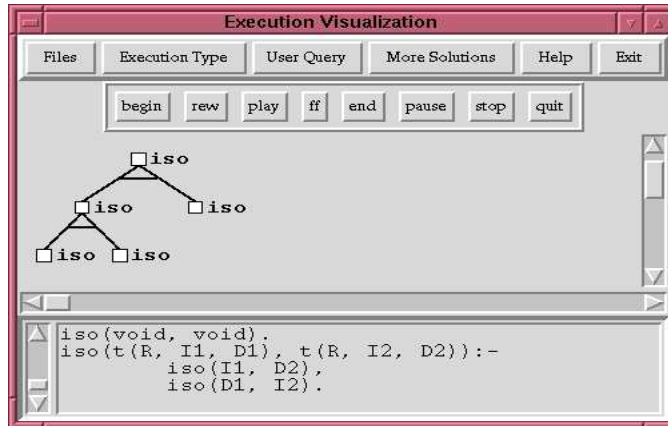 Execution Visualization
Files Execution Type User Query More Solutions Help Exit
begin rew play ff end pause stop quit
iso
iso iso
iso iso
iso(void, void).
iso(t(R, I1, D1), t(R, I2, D2)):-
iso(I1, D2),
iso(D1, I2).